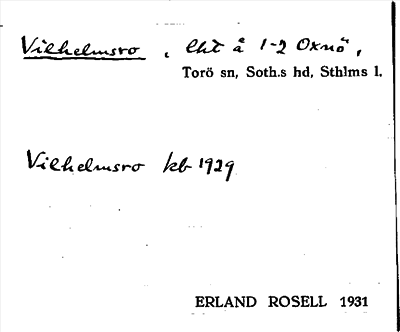 Vilhelmsro, lht å 1-2 Oxnö,
Torö sn, Soth.s hd, Sthlms l.
Vilhelmsro kb 1929
ERLAND ROSELL 1931